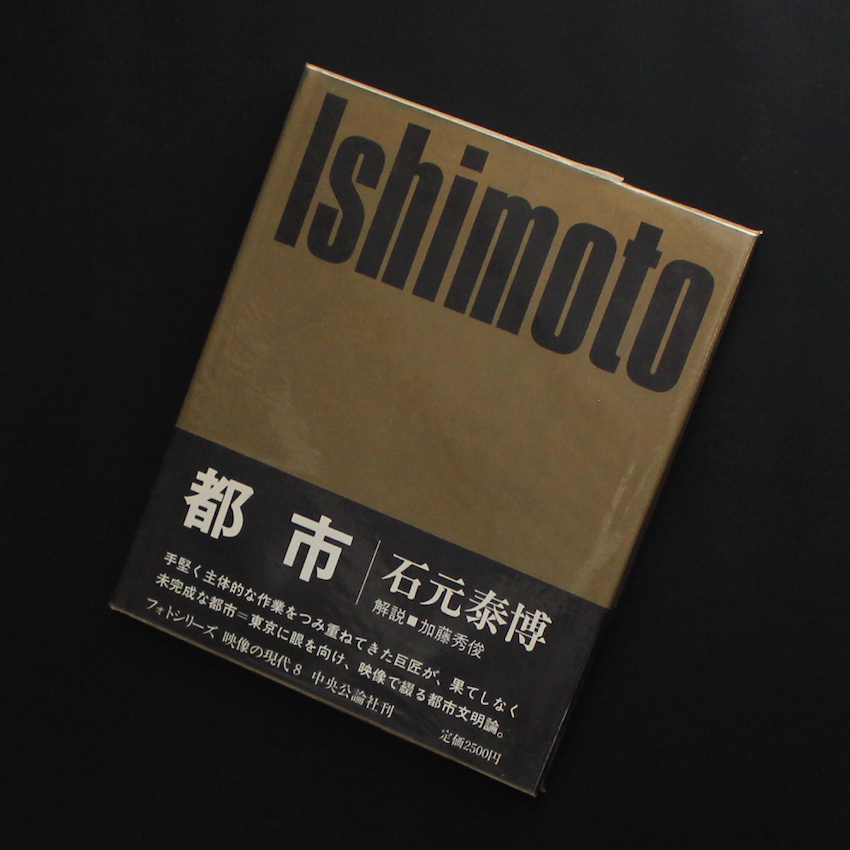 Ishimoto
都市
石元泰博
解説■加藤秀俊
手堅く主体的な作業をつみ重ねてきた巨匠が、果てしなく
未完成な都市=東京に眼を向け、映像で綴る都市文明論。
フォトシリーズ 映像の現代8 中央公論社刊
定価2500円